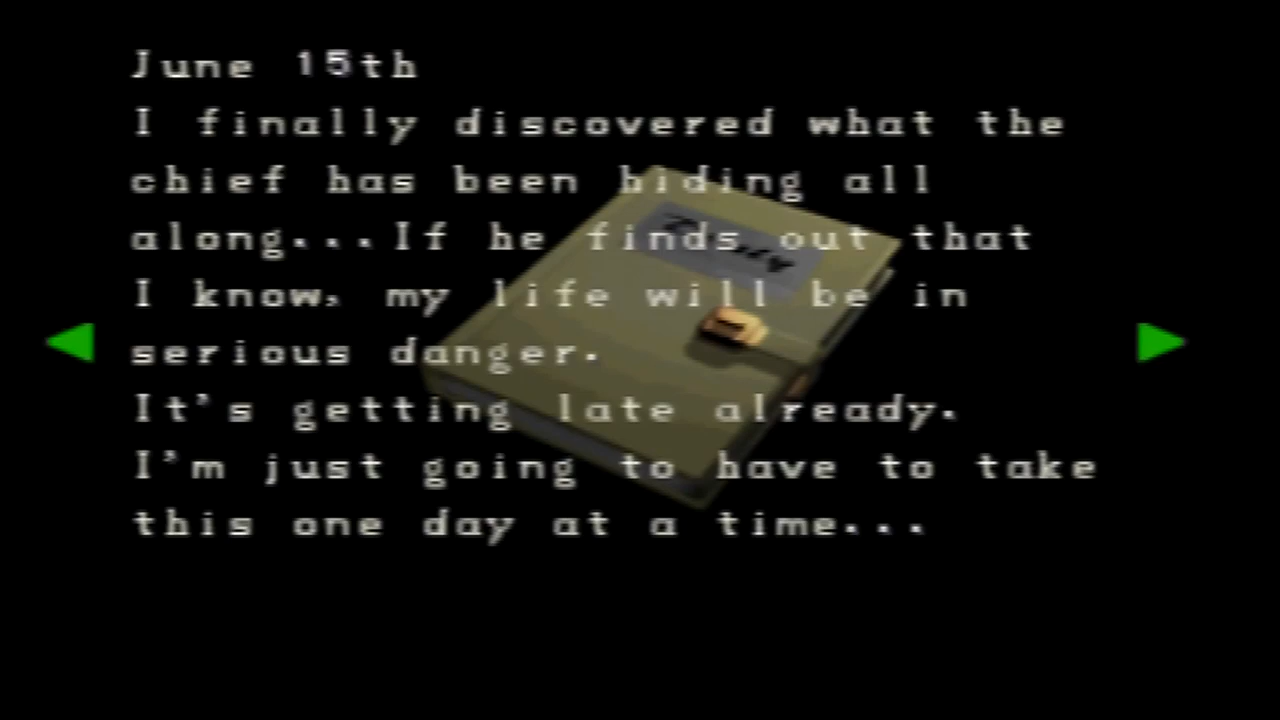 June 15th
I finally discovered what the
chief has been hiding all
along...If he finds out that
I know, my life will be in
serious danger.
It's getting late already.
I'm just going to have to take
this one day at a time...